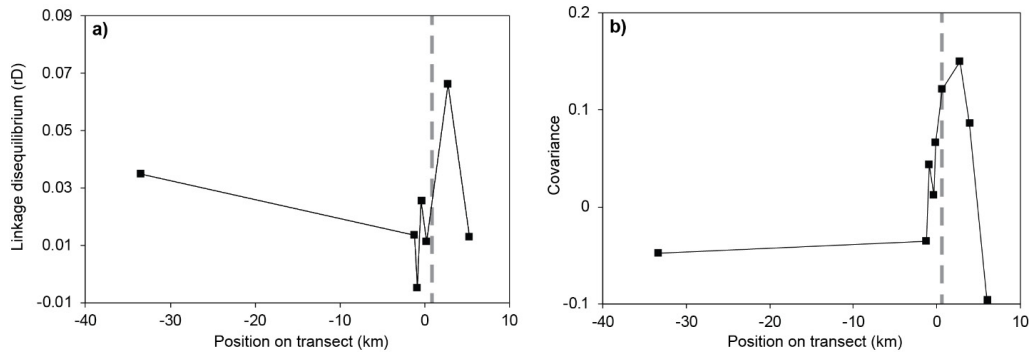 a)
0.09
0.07
0.05
0.03
0.01
-0.01
Linkage disequilibrium (rD)
-40 -30 -20 -10 0 10
Position on transect (km)
b)
0.2
0.1
0
-0.1
Covariance
-40 -30 -20 -10 0 10
Position on transect (km)